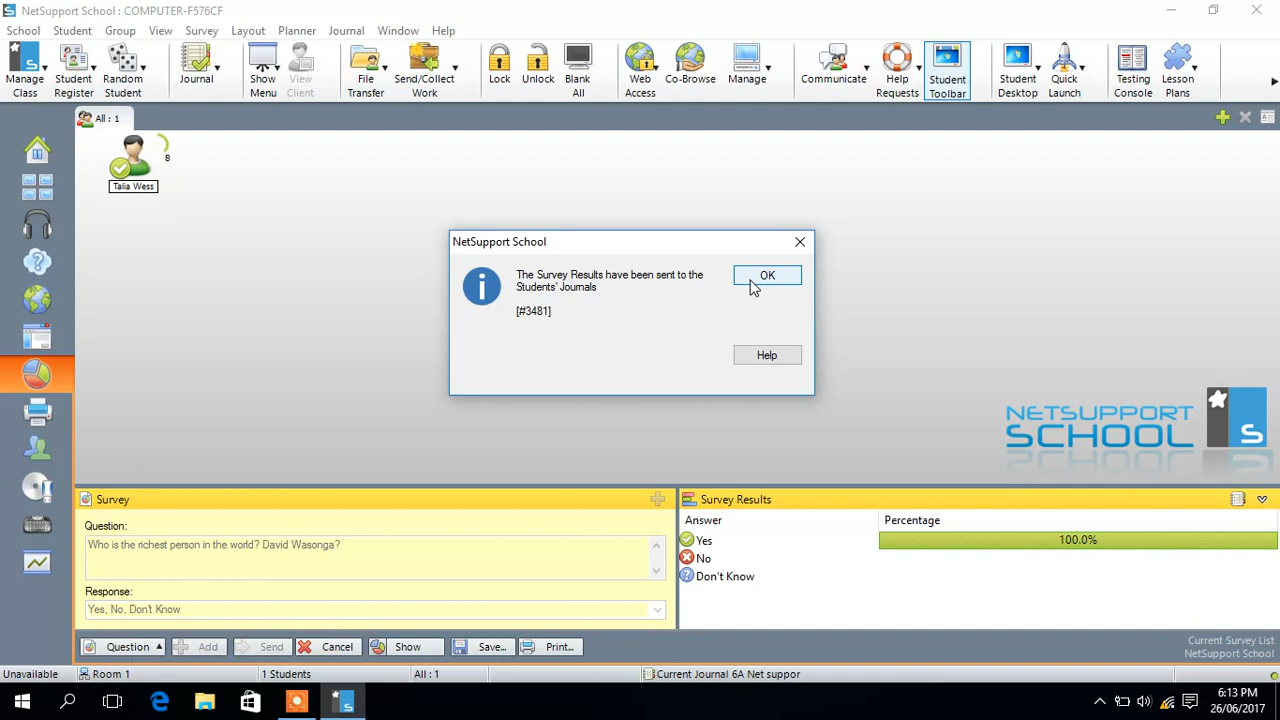 NetSupport School : COMPUTER-F576CF
School Student Group View Survey Layout Planner Journal Window Help
Manage Class
Student Register
Random Student
Journal
Show Menu
View Client
File Transfer
Send/Collect Work
Lock
Unlock
Blank All
Web Access
Co-Browse
Manage
Communicate
Help Requests
Student Toolbar
Student Desktop
Quick Launch
Testing Console
Lesson Plans
All : 1
8
Talia Wess
NetSupport School
The Survey Results have been sent to the
Students' Journals
[#3481]
OK
Help
NETSUPPORT
SCHOOL
S
Survey
Question:
Who is the richest person in the world? David Wasonga?
Response:
Yes, No, Don't Know
Survey Results
Answer Percentage
Yes 100.0%
No
Don't Know
Question Add Send Cancel Show Save... Print...
Current Survey List
NetSupport School
Unavailable Room 1 1 Students All : 1 Current Journal 6A Net suppor
6:13 PM
26/06/2017